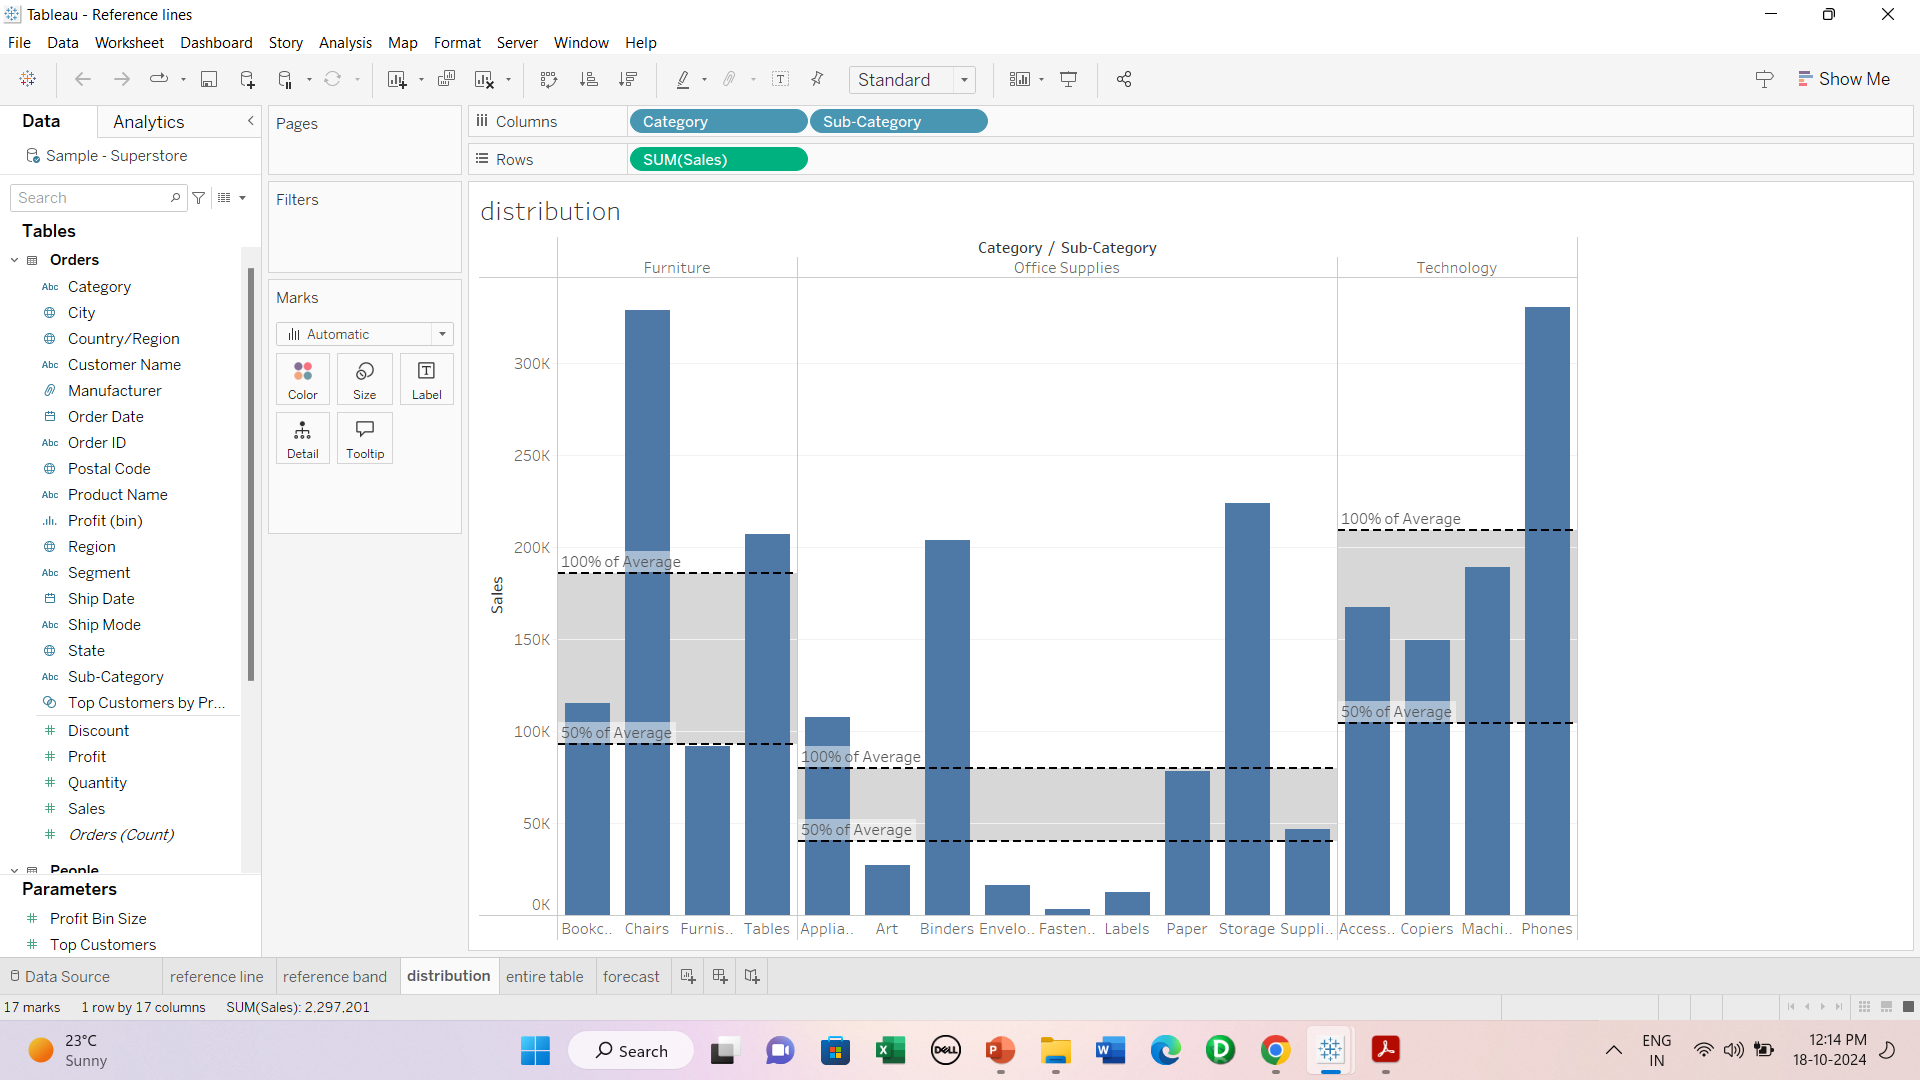 Tableau - Reference lines
File Data Worksheet Dashboard Story Analysis Map Format Server Window Help
Standard
Show Me
Data Analytics
Sample - Superstore
Search
Tables
Orders
Abc Category
City
Country/Region
Abc Customer Name
Manufacturer
Order Date
Abc Order ID
Postal Code
Abc Product Name
Profit (bin)
Region
Abc Segment
Ship Date
Abc Ship Mode
State
Abc Sub-Category
Top Customers by Pr...
Discount
Profit
Quantity
Sales
Orders (Count)
People
Parameters
Profit Bin Size
Top Customers
Pages
Filters
Marks
Automatic
Color Size Label
Detail Tooltip
Columns Category Sub-Category
Rows SUM(Sales)
distribution
Category / Sub-Category
Furniture Office Supplies Technology
300K
250K
200K
150K
100K
50K
0K
Sales
100% of Average
50% of Average
100% of Average
50% of Average
100% of Average
50% of Average
Bookc.. Chairs Furnis.. Tables Applia.. Art Binders Envelo.. Fasten.. Labels Paper Storage Suppli.. Access.. Copiers Machi.. Phones
Data Source reference line reference band distribution entire table forecast
17 marks 1 row by 17 columns SUM(Sales): 2,297,201
23°C
Sunny
Search
DELL
ENG
IN
12:14 PM
18-10-2024